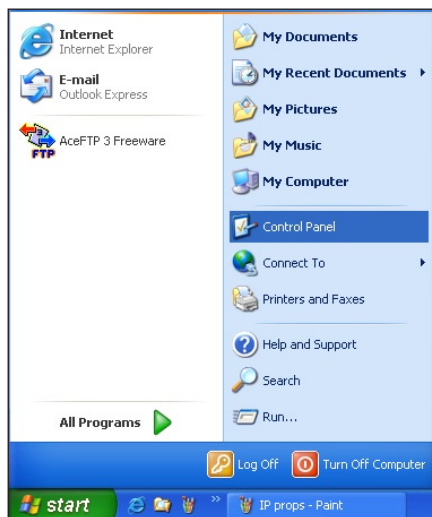 Internet
Internet Explorer
E-mail
Outlook Express
FTP
AceFTP 3 Freeware
All Programs
My Documents
My Recent Documents
My Pictures
My Music
My Computer
Control Panel
Connect To
Printers and Faxes
Help and Support
Search
Run...
Log Off
Turn Off Computer
start
IP props - Paint